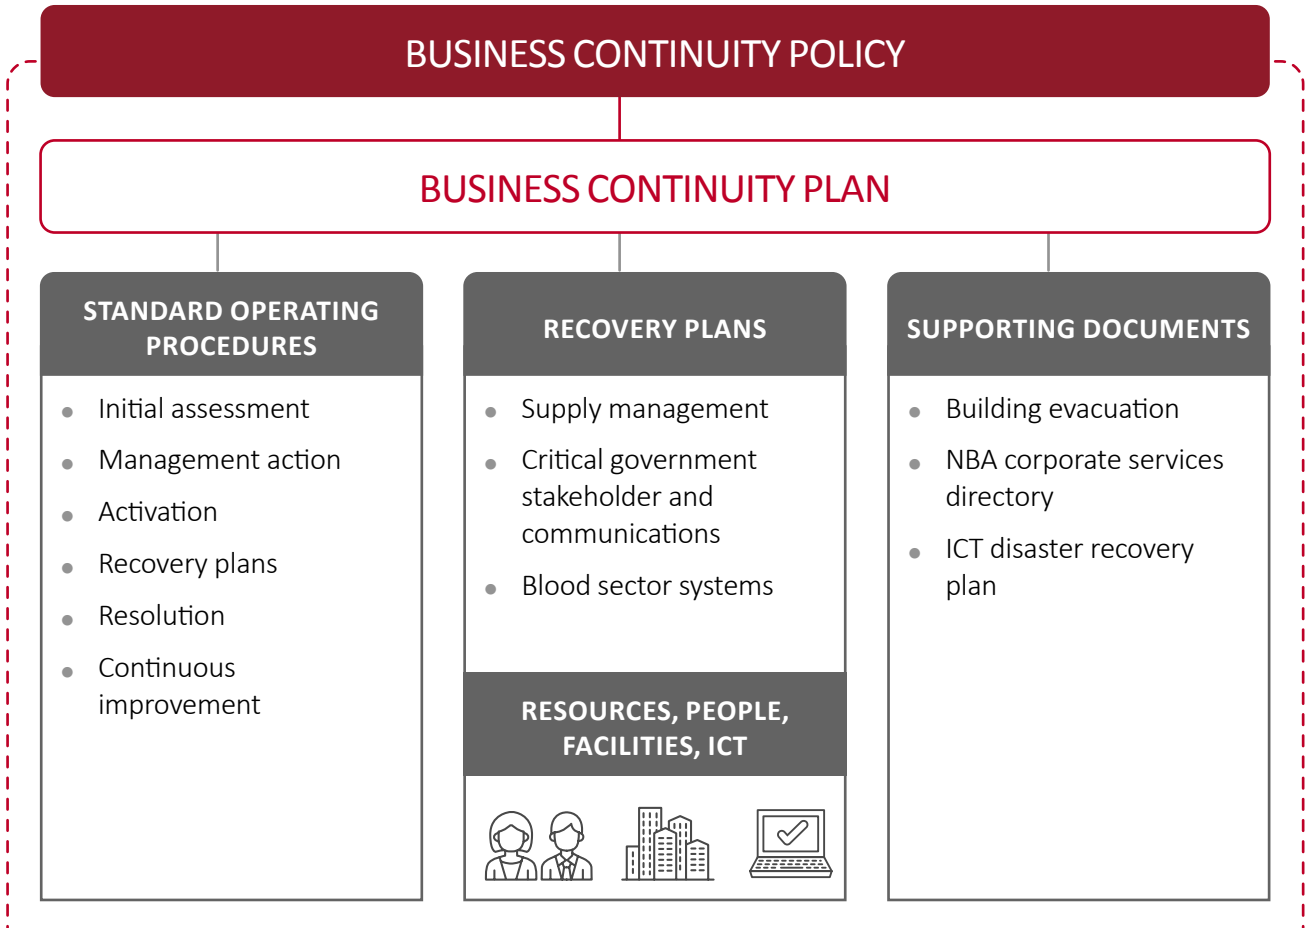 BUSINESS CONTINUITY POLICY
BUSINESS CONTINUITY PLAN
STANDARD OPERATING
PROCEDURES
Initial assessment
Management action
Activation
Recovery plans
Resolution
Continuous
improvement
RECOVERY PLANS
Supply management
Critical government
stakeholder and
communications
Blood sector systems
RESOURCES, PEOPLE,
FACILITIES, ICT
SUPPORTING DOCUMENTS
Building evacuation
NBA corporate services
directory
ICT disaster recovery
plan